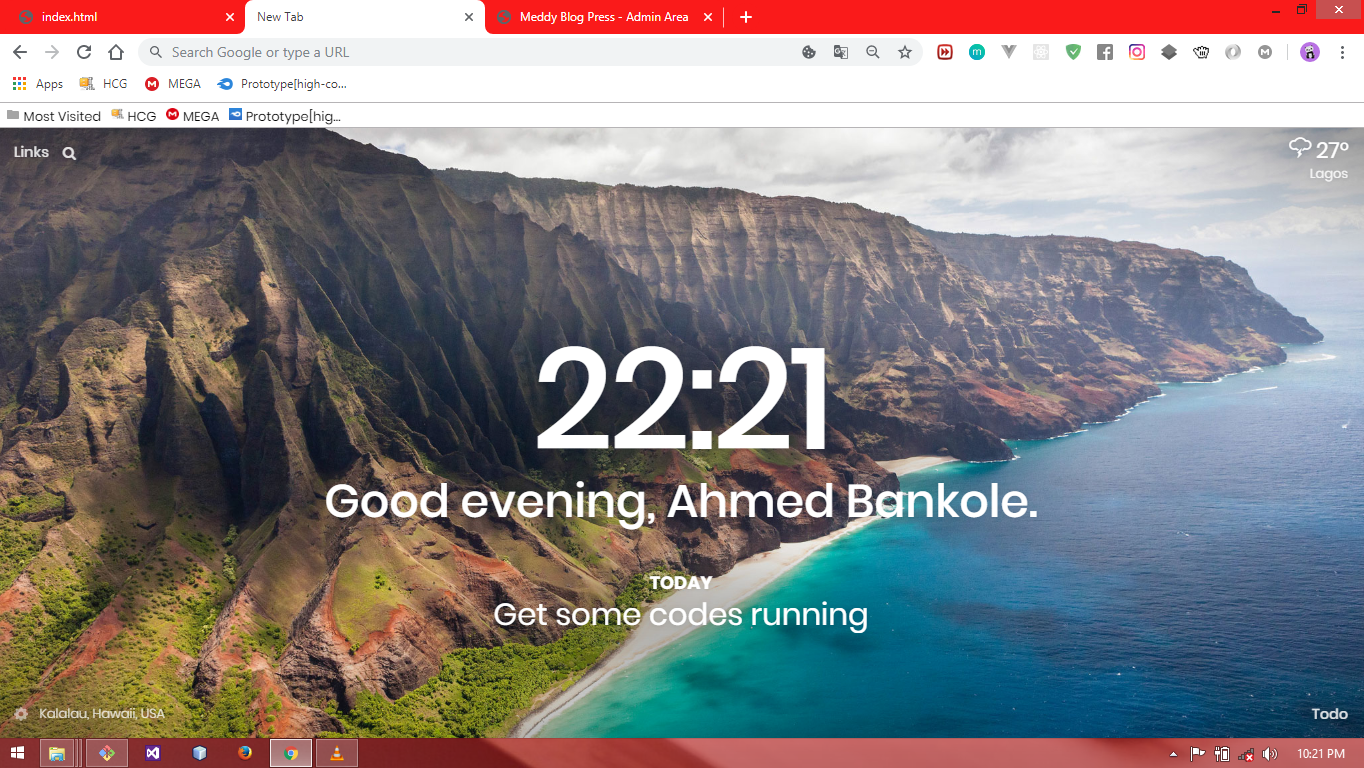 index.html
New Tab
Meddy Blog Press - Admin Area
Search Google or type a URL
Apps
HCG
MEGA
Prototype[high-co...
Most Visited
HCG
MEGA
Prototype[hig...
Links
27º
Lagos
22:21
Good evening, Ahmed Bankole.
TODAY
Get some codes running
Kalalau, Hawaii, USA
Todo
10:21 PM